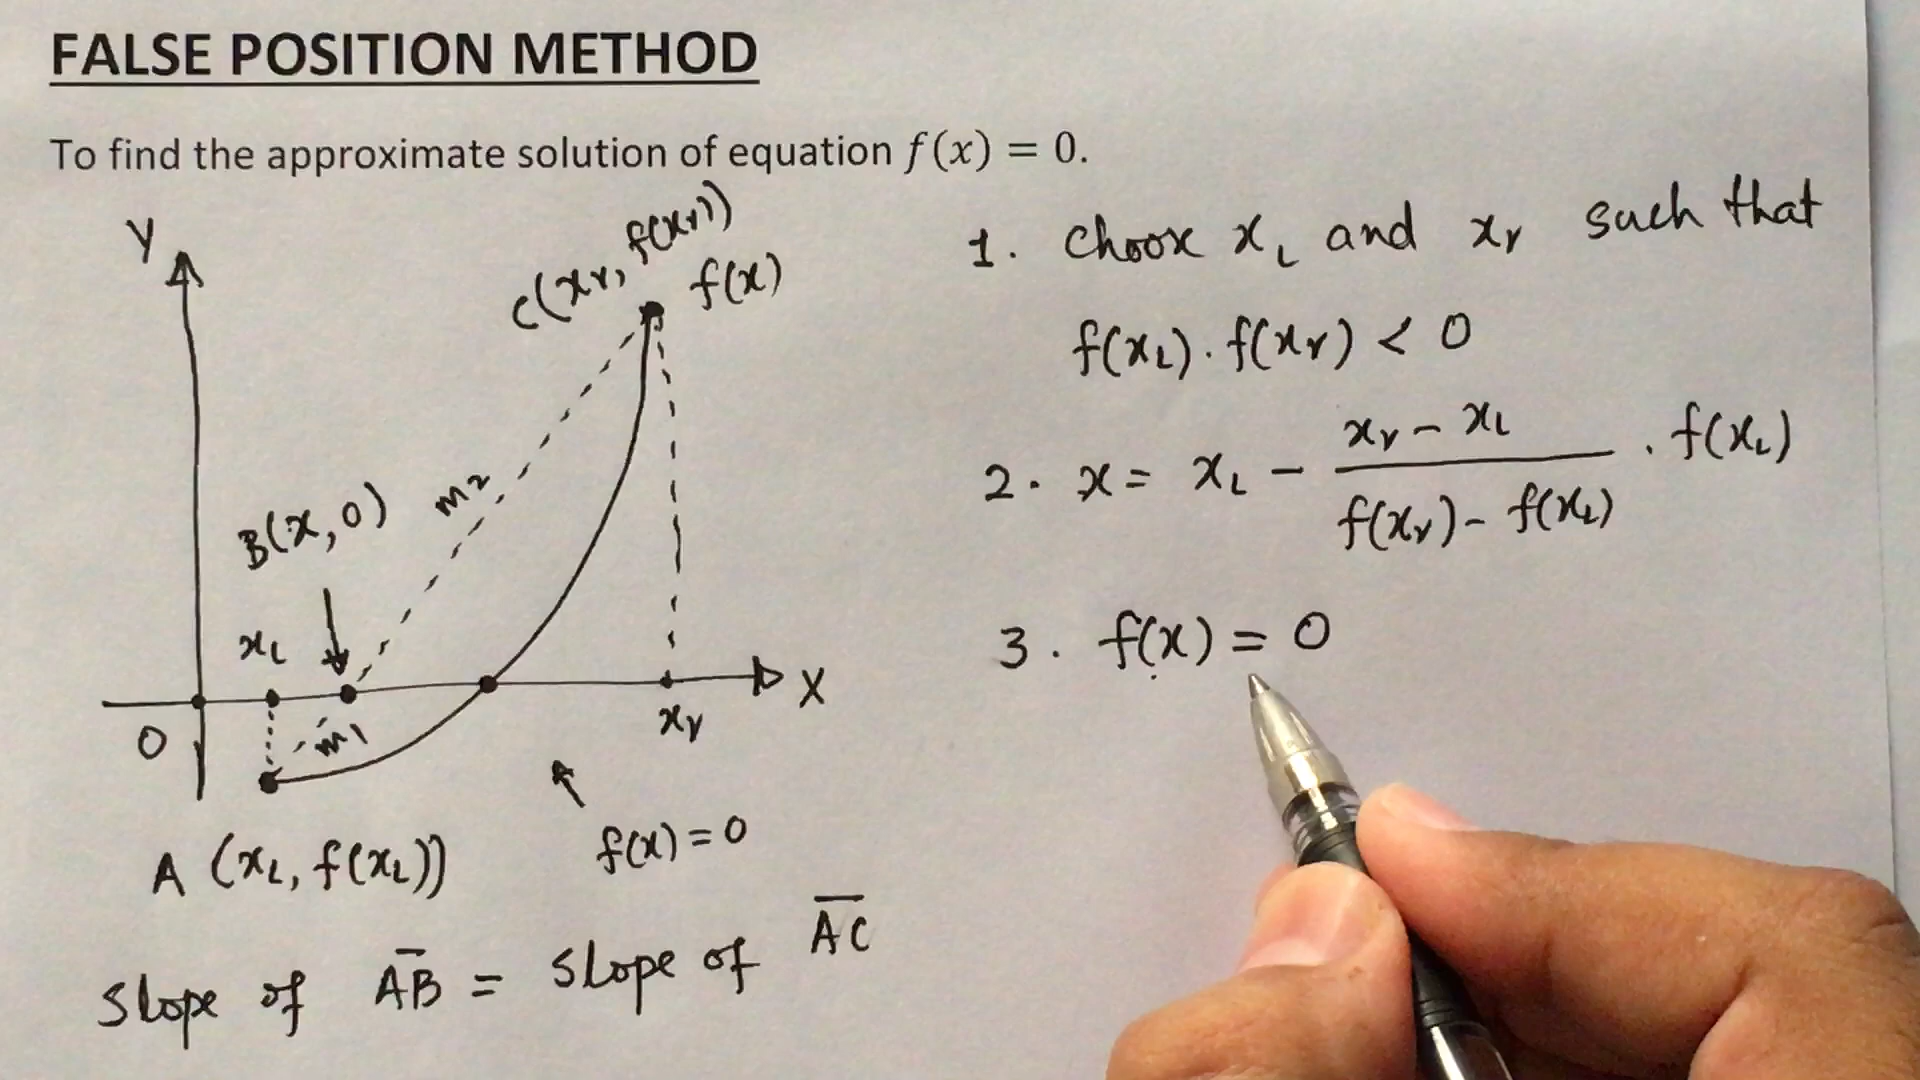 FALSE POSITION METHOD
To find the approximate solution of equation f(x) = 0.
Y
C(xr, f(xr))
f(x)
B(x, 0)
m2
xL
m1
O
xr
X
f(x) = 0
A (xL, f(xL))
Slope of A̅B̅ = Slope of A̅C̅
1. Choose xL and xr such that
f(xL) . f(xr) < 0
2. x = xL - (xr - xL) / (f(xr) - f(xL)) . f(xL)
3. f(x) = 0